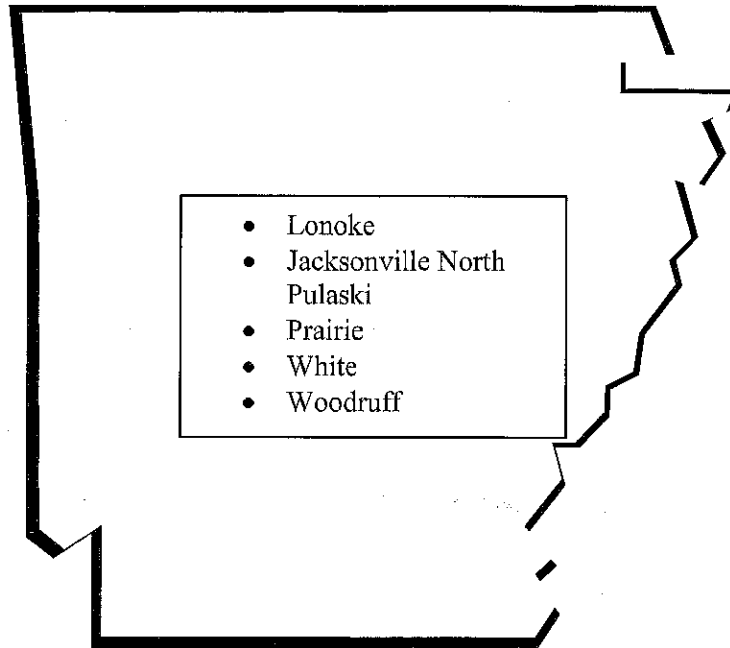 • Lonoke
• Jacksonville North
Pulaski
• Prairie
• White
• Woodruff